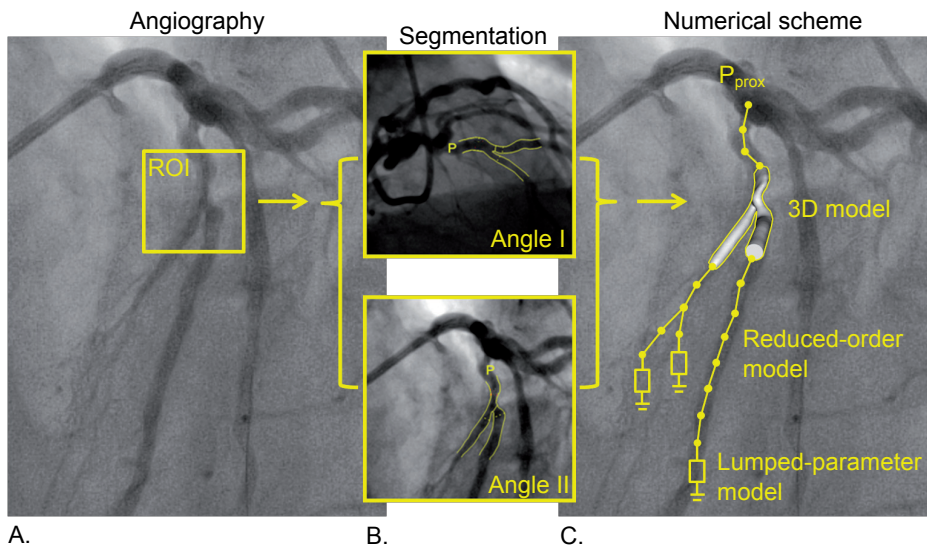 Angiography
Segmentation
Numerical scheme
ROI
P
Angle I
P
Angle II
Pprox
3D model
Reduced-order
model
Lumped-parameter
model
A.
B.
C.